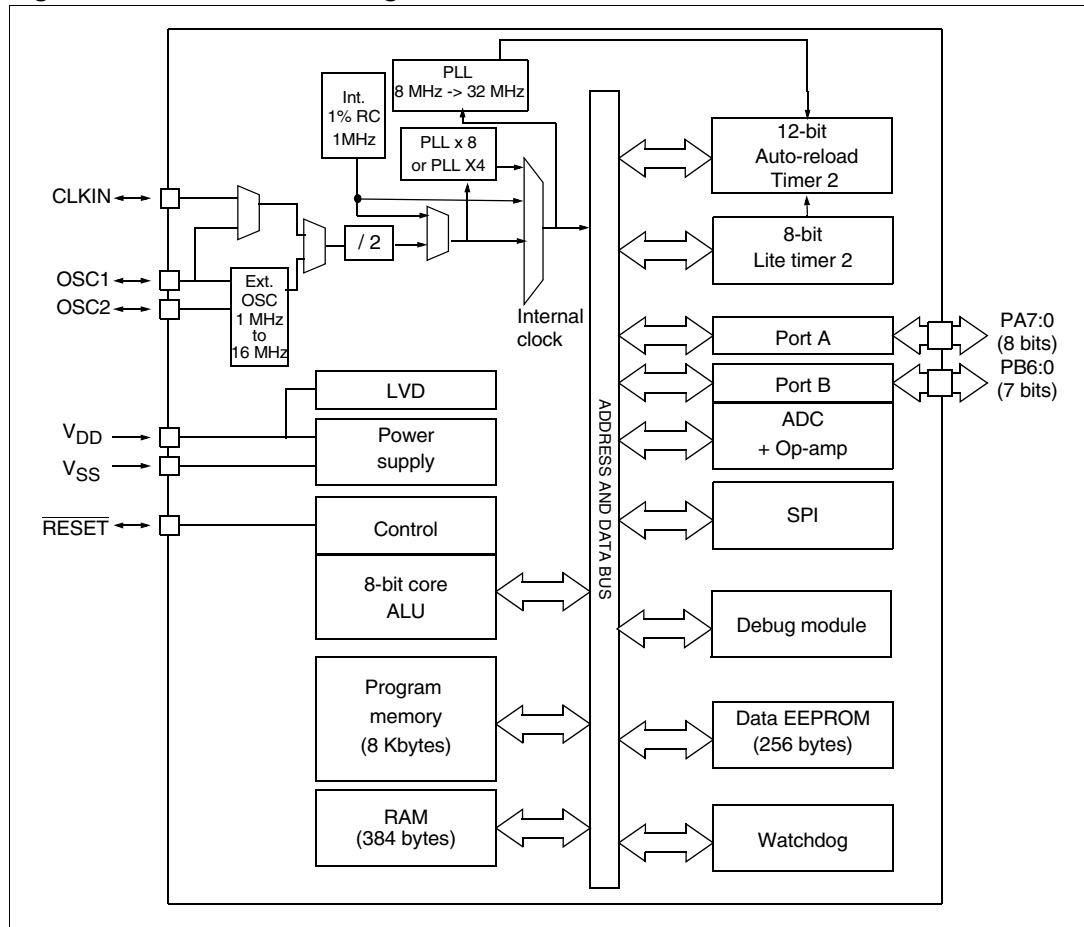 PLL
8 MHz -> 32 MHz
Int.
1% RC
1MHz
PLL x 8
or PLL X4
12-bit
Auto-reload
Timer 2
CLKIN
/ 2
8-bit
Lite timer 2
OSC1
OSC2
Ext.
OSC
1 MHz
to
16 MHz
Internal
clock
Port A
PA7:0
(8 bits)
Port B
PB6:0
(7 bits)
LVD
ADC
+ Op-amp
VDD
VSS
Power
supply
ADDRESS AND DATA BUS
SPI
RESET
Control
8-bit core
ALU
Debug module
Program
memory
(8 Kbytes)
Data EEPROM
(256 bytes)
RAM
(384 bytes)
Watchdog